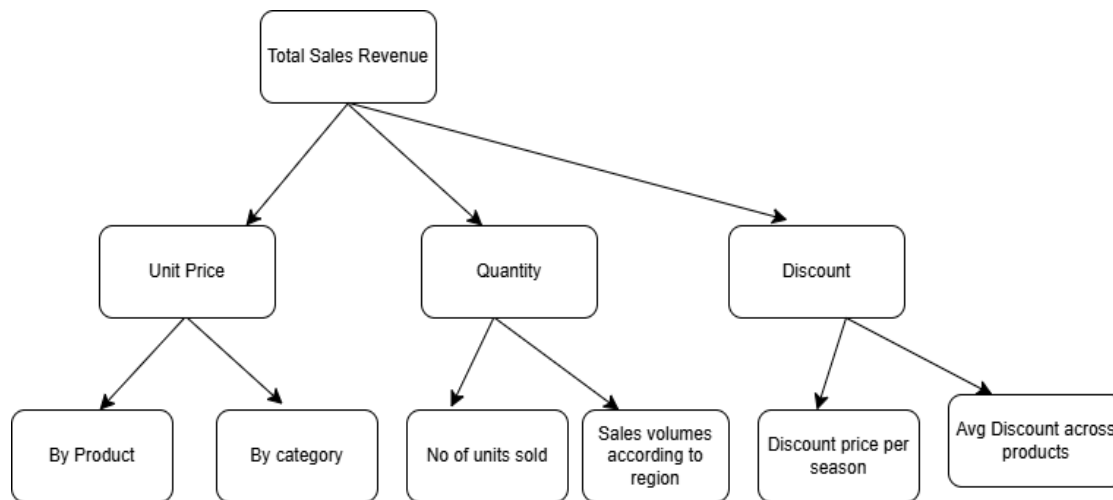 Total Sales Revenue
Unit Price
Quantity
Discount
By Product
By category
No of units sold
Sales volumes
according to
region
Discount price per
season
Avg Discount across
products